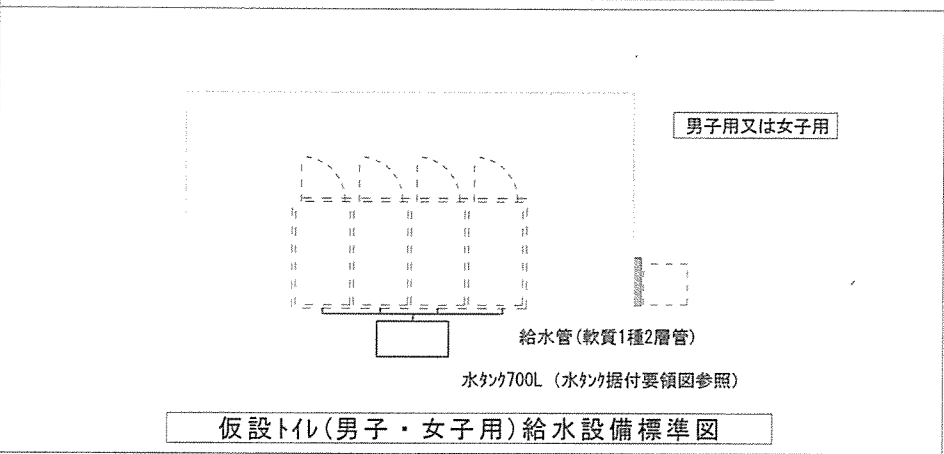 男子用又は女子用
給水管(軟質1種2層管)
水タンク700L (水タンク据付要領図参照)
仮設トイレ(男子・女子用)給水設備標準図